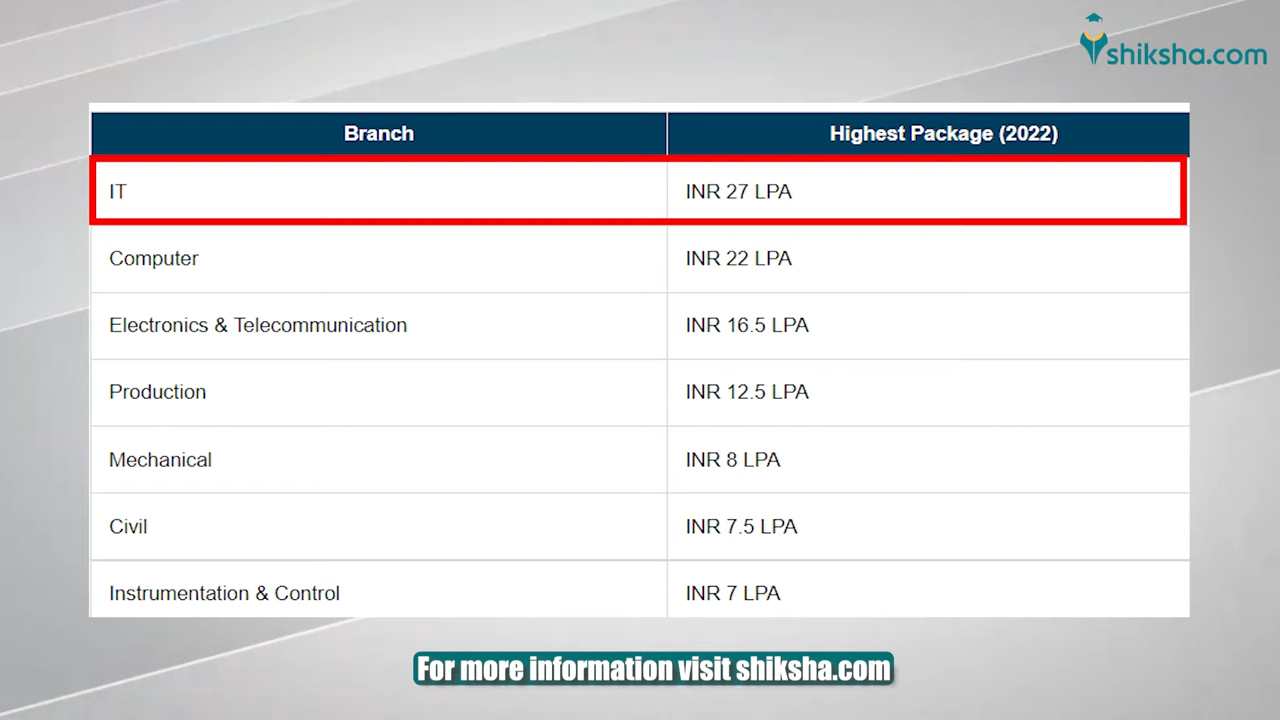 shiksha.com
Branch Highest Package (2022)
IT INR 27 LPA
Computer INR 22 LPA
Electronics & Telecommunication INR 16.5 LPA
Production INR 12.5 LPA
Mechanical INR 8 LPA
Civil INR 7.5 LPA
Instrumentation & Control INR 7 LPA
For more information visit shiksha.com